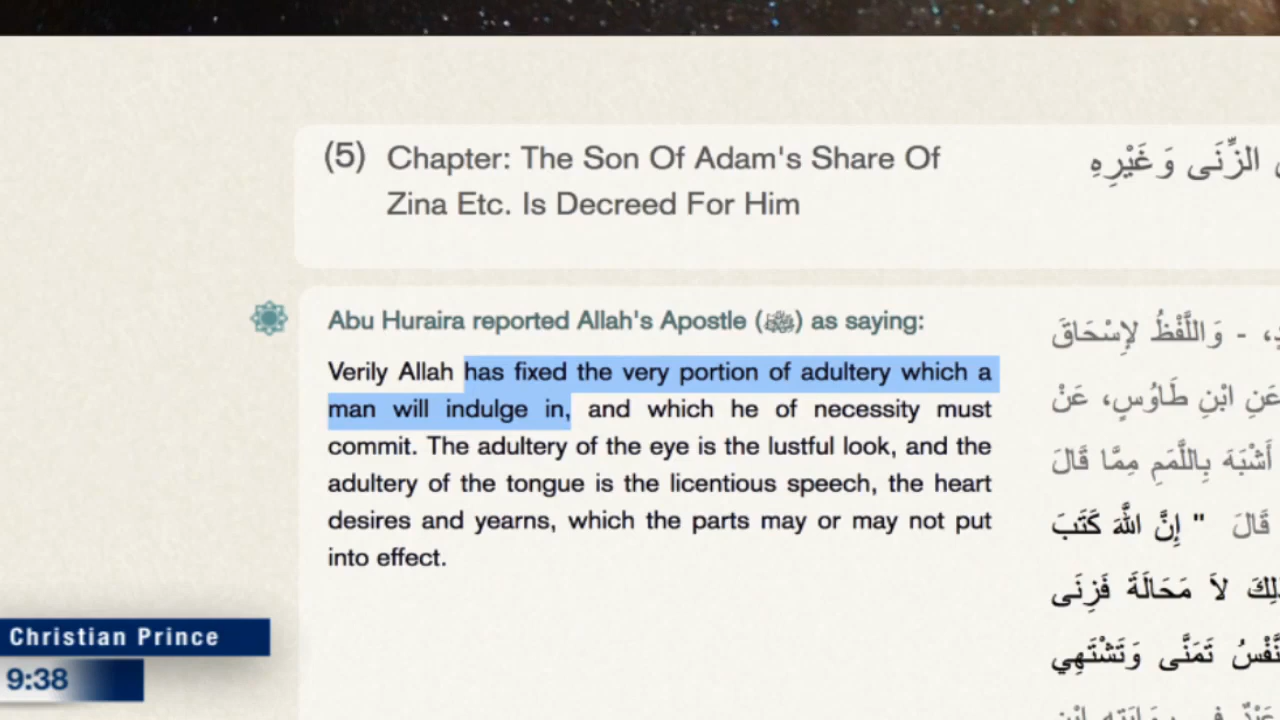 (5) Chapter: The Son Of Adam's Share Of
Zina Etc. Is Decreed For Him
الزِّنَى وَغَيْرِهِ
Abu Huraira reported Allah's Apostle (ﷺ) as saying:
Verily Allah has fixed the very portion of adultery which a
man will indulge in, and which he of necessity must
commit. The adultery of the eye is the lustful look, and the
adultery of the tongue is the licentious speech, the heart
desires and yearns, which the parts may or may not put
into effect.
- وَاللَّفْظُ لإِسْحَاقَ
عَنِ ابْنِ طَاوُسٍ، عَنْ
أَشْبَهَ بِاللَّمَمِ مِمَّا قَالَ
قَالَ " إِنَّ اللَّهَ كَتَبَ
لاَ مَحَالَةَ فَزِنَى
تَمَنَّى وَتَشْتَهِي
Christian Prince
9:38